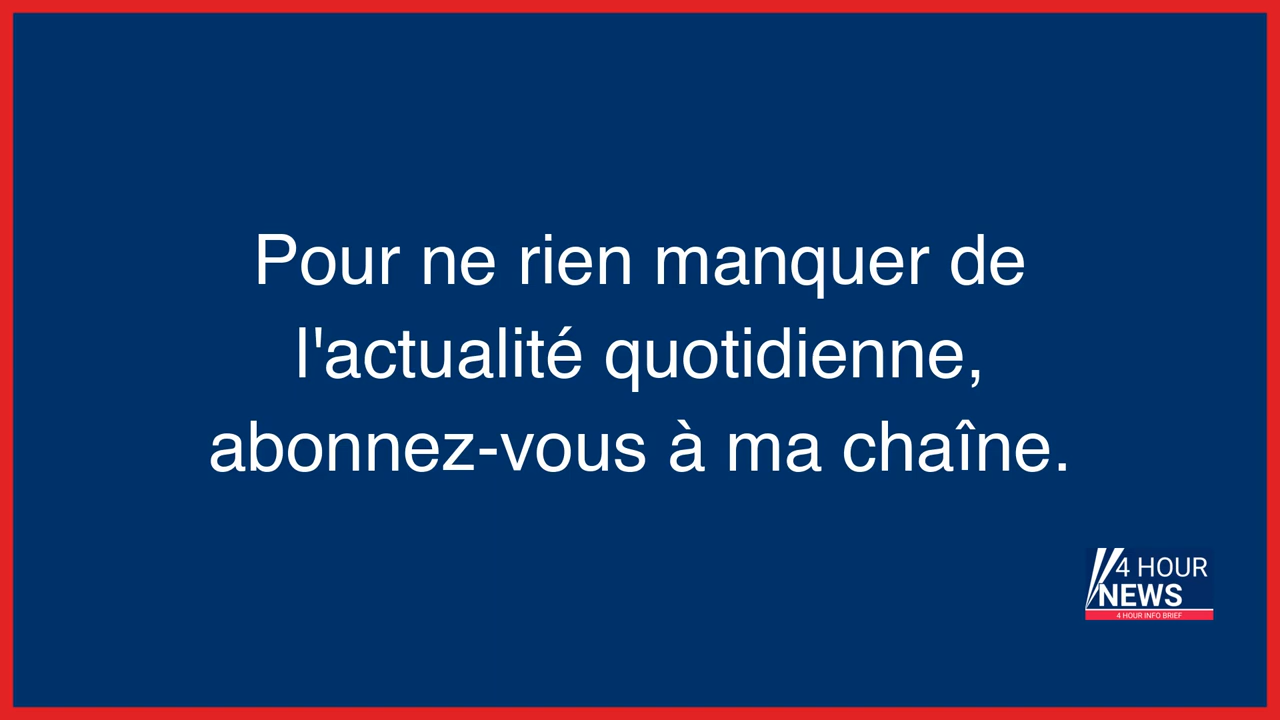 Pour ne rien manquer de
l'actualité quotidienne,
abonnez-vous à ma chaîne.
4 HOUR
NEWS
4 HOUR INFO BRIEF